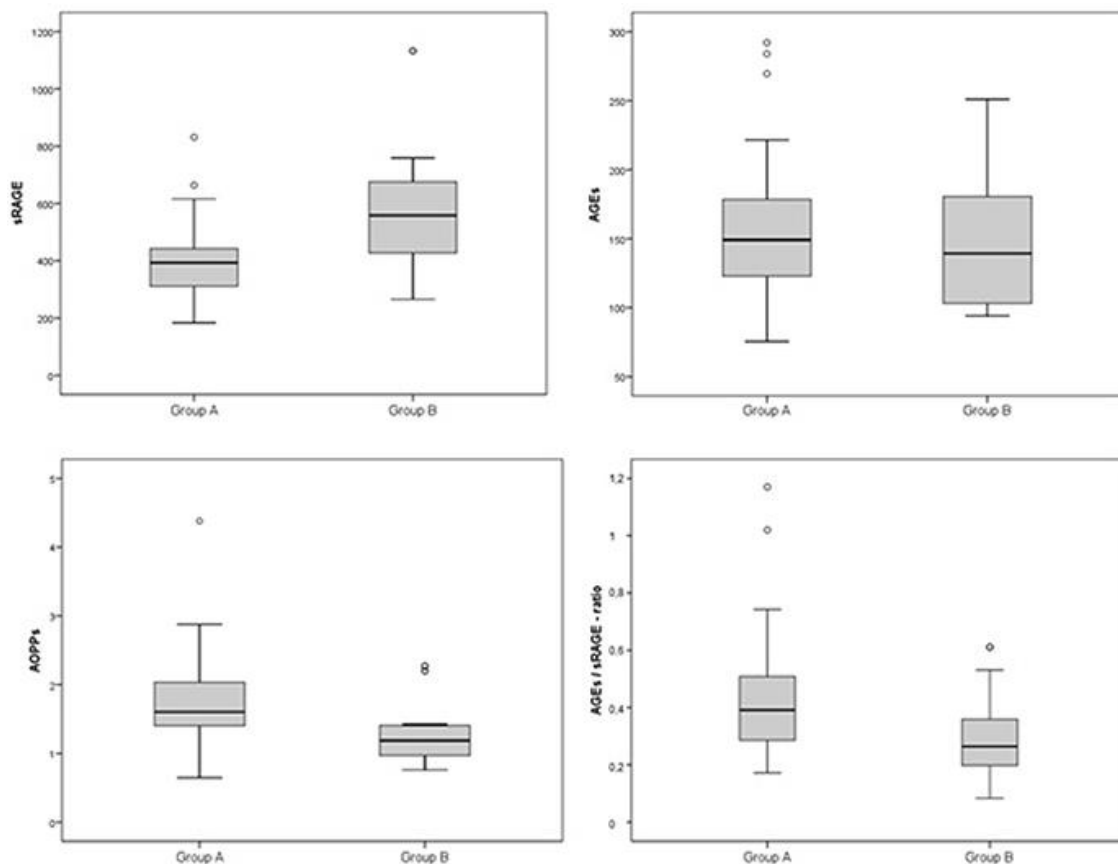 1200
1000
800
600
400
200
0
sRAGE
Group A
Group B
300
250
200
150
100
50
AGEs
Group A
Group B
5
4
3
2
1
0
AOPPs
Group A
Group B
1,2
1
0,8
0,6
0,4
0,2
0
AGEs / sRAGE - ratio
Group A
Group B